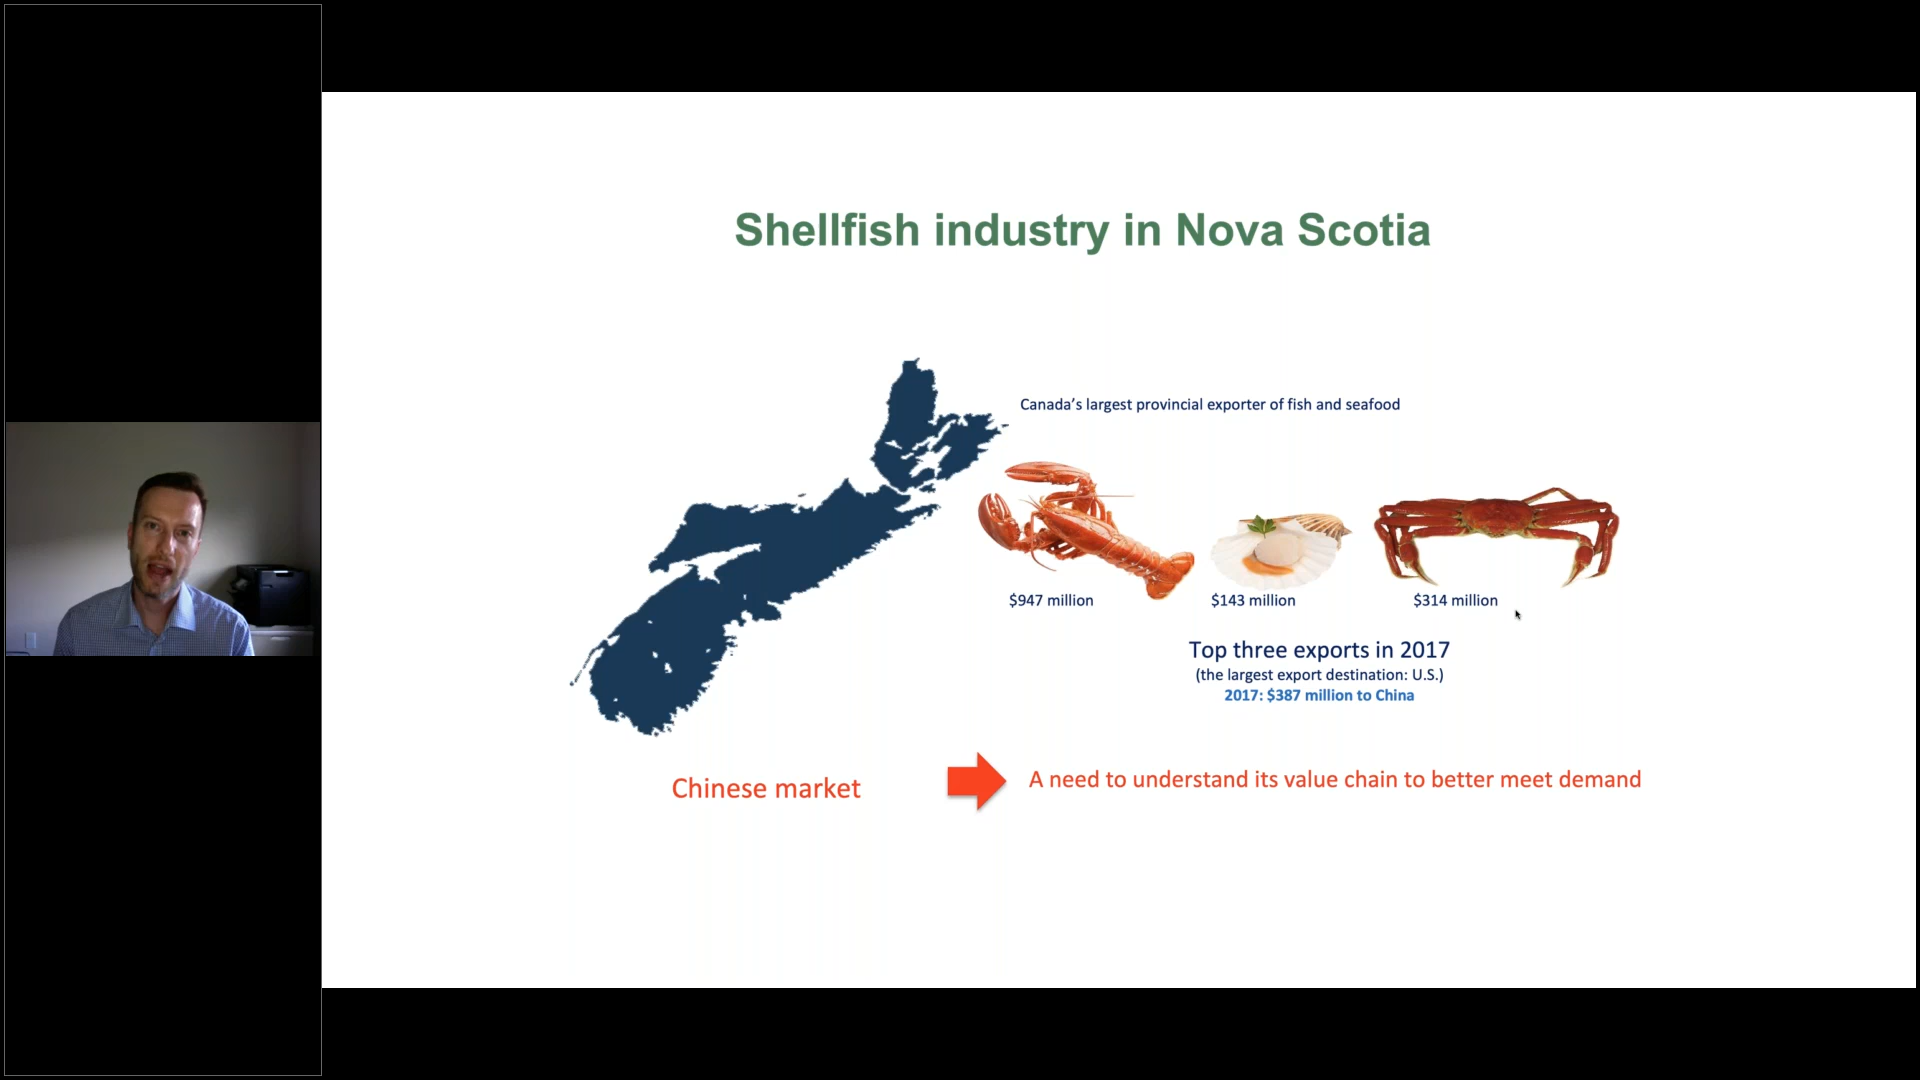 Shellfish industry in Nova Scotia
Canada’s largest provincial exporter of fish and seafood
$947 million
$143 million
$314 million
Top three exports in 2017
(the largest export destination: U.S.)
2017: $387 million to China
Chinese market
A need to understand its value chain to better meet demand